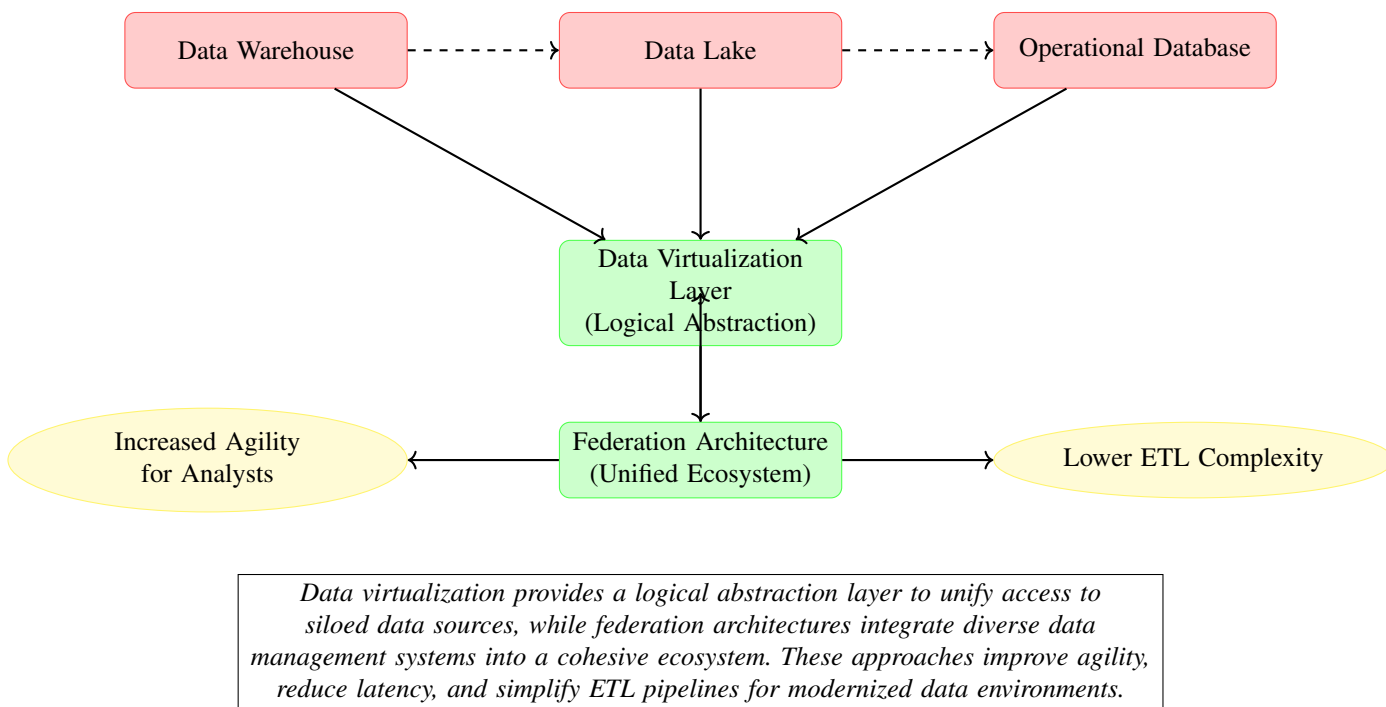 Data Warehouse
Data Lake
Operational Database
Data Virtualization
Layer
(Logical Abstraction)
Increased Agility
for Analysts
Federation Architecture
(Unified Ecosystem)
Lower ETL Complexity
Data virtualization provides a logical abstraction layer to unify access to
siloed data sources, while federation architectures integrate diverse data
management systems into a cohesive ecosystem. These approaches improve agility,
reduce latency, and simplify ETL pipelines for modernized data environments.